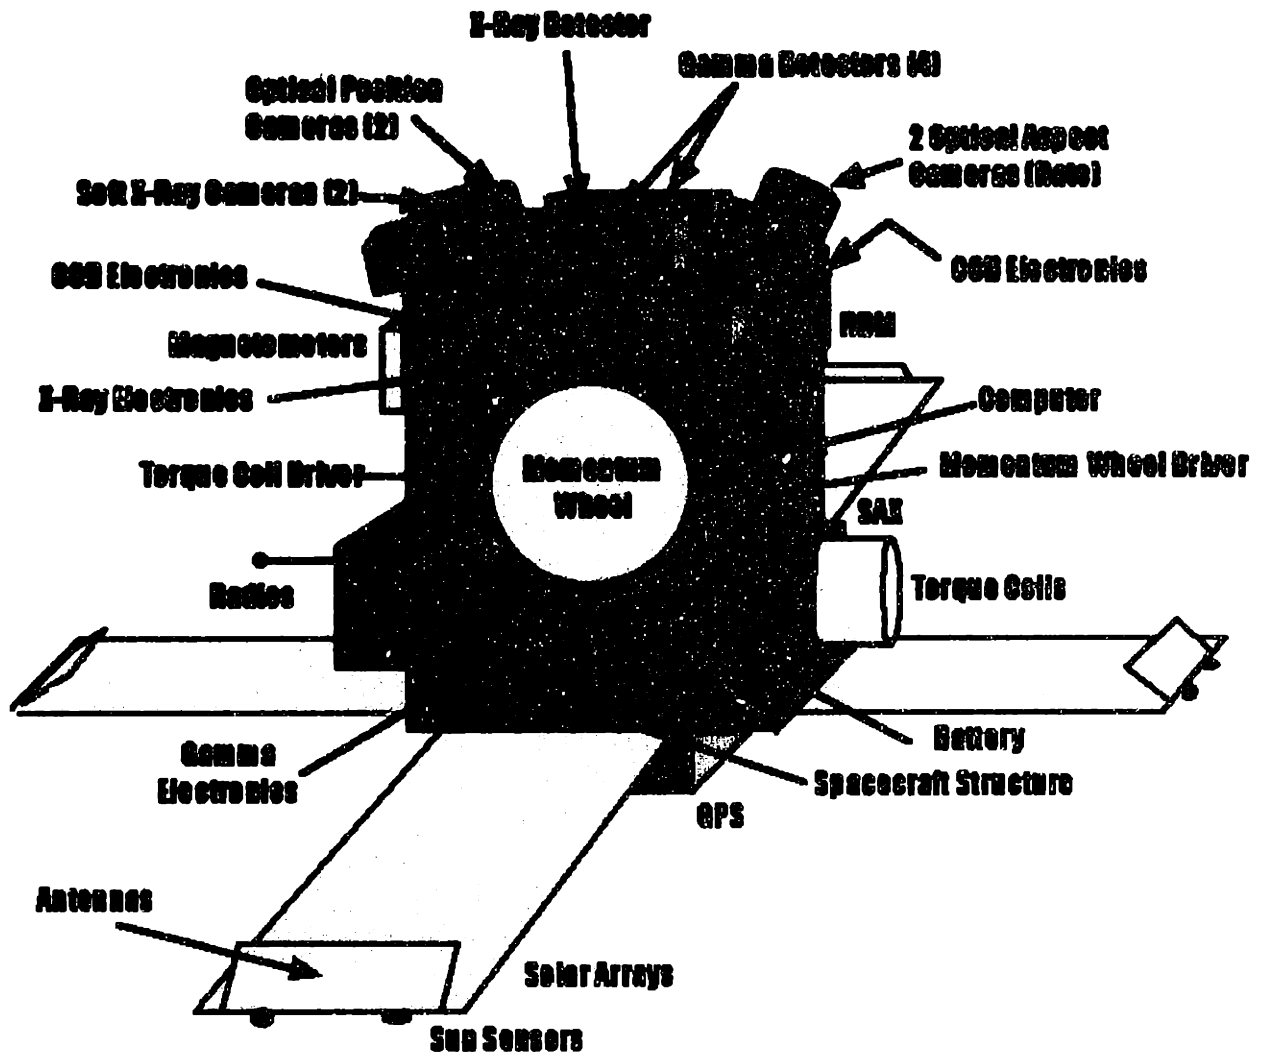 X-Ray Detector
Gamma Detectors (4)
Optical Position
Cameras (2)
2 Optical Aspect
Cameras (Rate)
Soft X-Ray Cameras (2)
CCD Electronics
CCD Electronics
Magnetometers
X-Ray Electronics
Computer
Torque Coil Driver
Momentum
Wheel
Momentum Wheel Driver
SAX
Radios
Torque Coils
Gamma
Electronics
Battery
Spacecraft Structure
GPS
Antennas
Solar Arrays
Sun Sensors